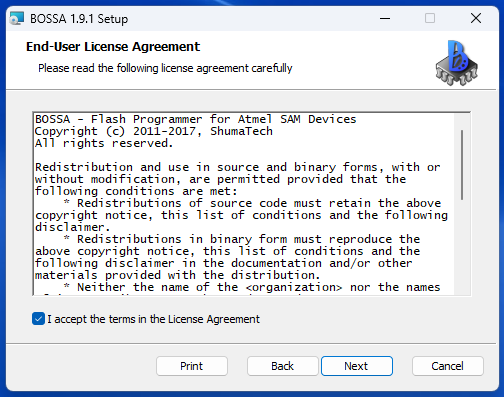 BOSSA 1.9.1 Setup
End-User License Agreement
Please read the following license agreement carefully
BOSSA - Flash Programmer for Atmel SAM Devices
Copyright (c) 2011-2017, ShumaTech
All rights reserved.
Redistribution and use in source and binary forms, with or
without modification, are permitted provided that the
following conditions are met:
* Redistributions of source code must retain the above
copyright notice, this list of conditions and the following
disclaimer.
* Redistributions in binary form must reproduce the
above copyright notice, this list of conditions and the
following disclaimer in the documentation and/or other
materials provided with the distribution.
* Neither the name of the <organization> nor the names
I accept the terms in the License Agreement
Print
Back
Next
Cancel